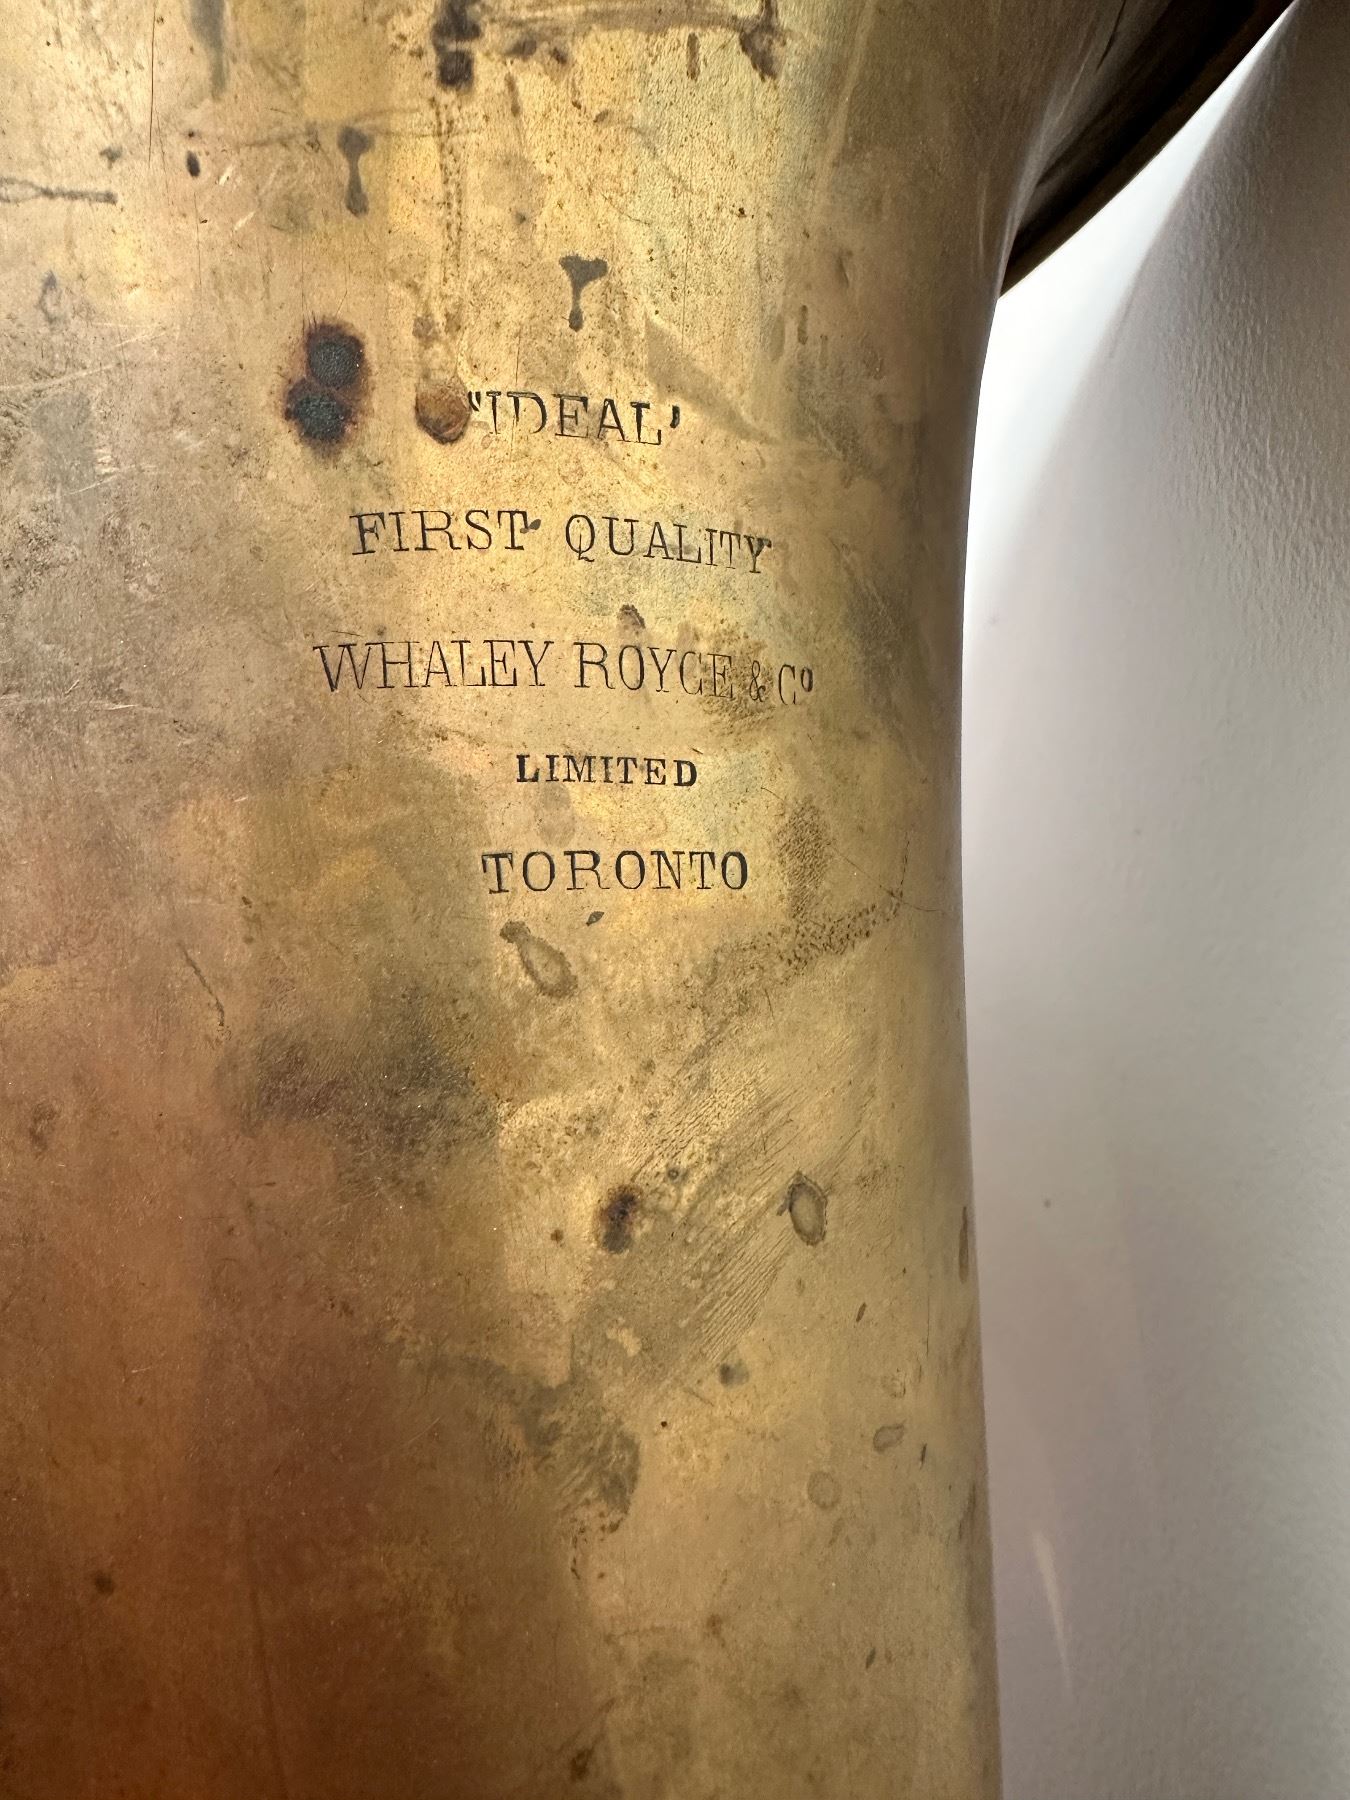 'IDEAL'
FIRST QUALITY
WHALEY ROYCE & Cº
LIMITED
TORONTO